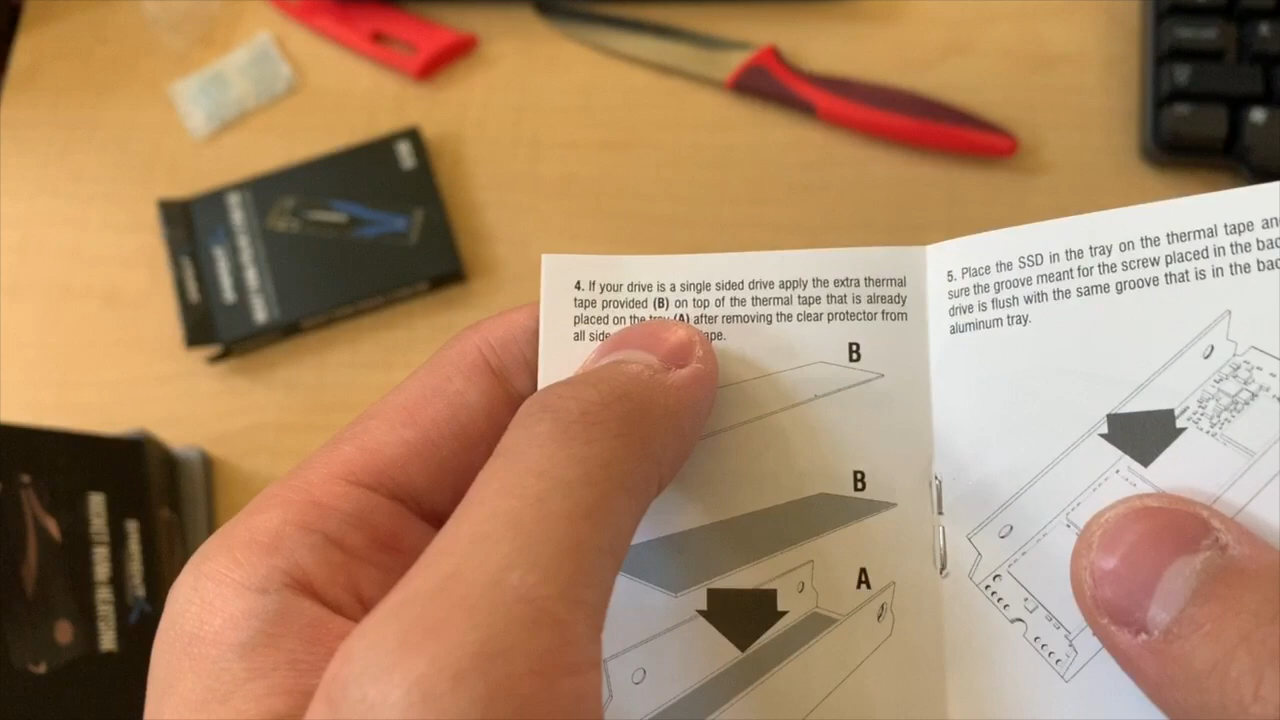 4. If your drive is a single sided drive apply the extra thermal
tape provided (B) on top of the thermal tape that is already
placed on the tray (A) after removing the clear protector from
all side ape.
B
B
A
5. Place the SSD in the tray on the thermal tape an
sure the groove meant for the screw placed in the bac
drive is flush with the same groove that is in the bac
aluminum tray.